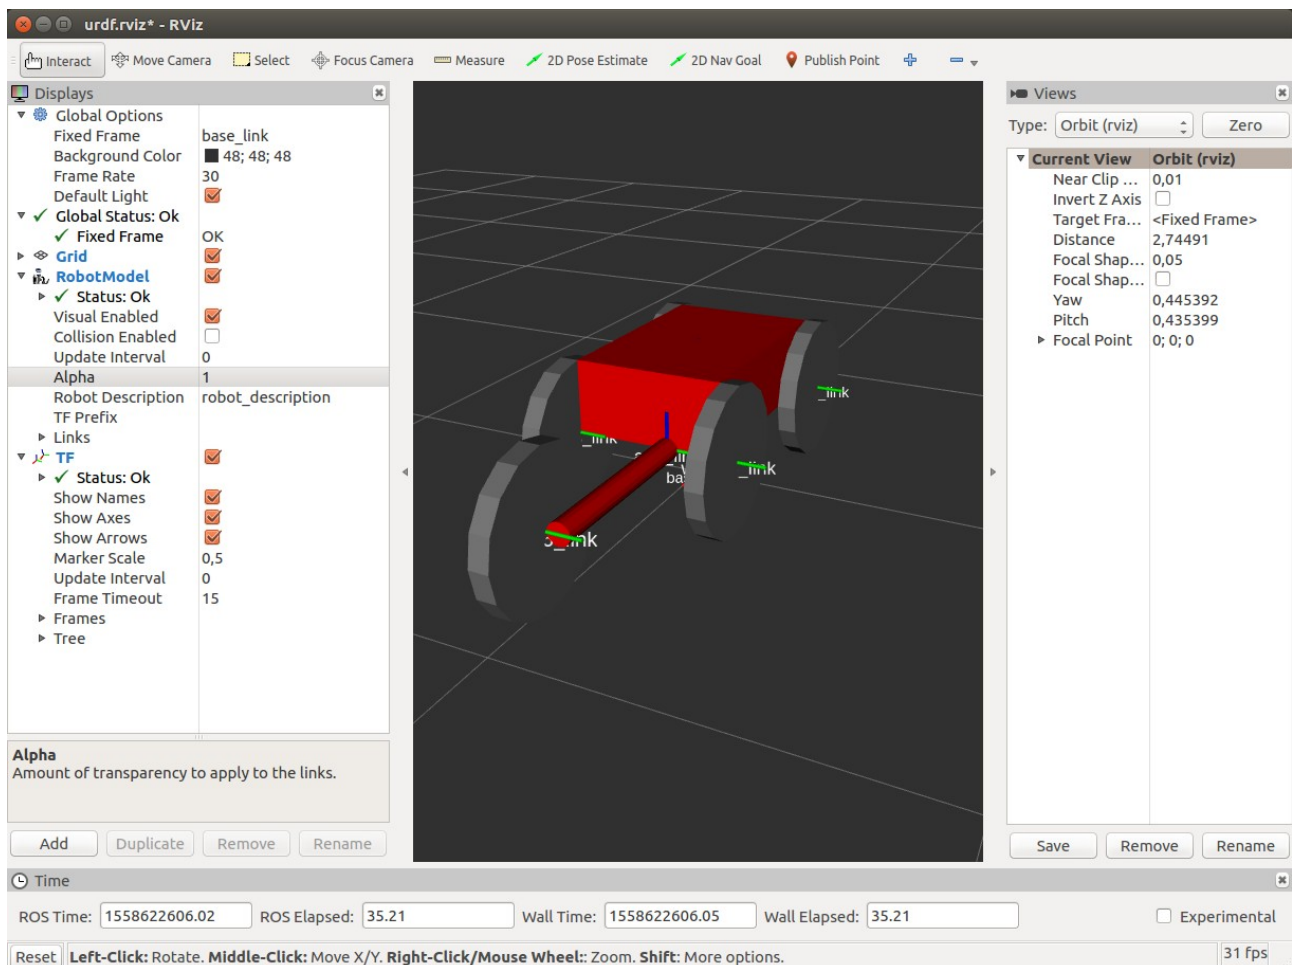 urdf.rviz* - RViz
Interact Move Camera Select Focus Camera Measure 2D Pose Estimate 2D Nav Goal Publish Point
Displays
Global Options
Fixed Frame base_link
Background Color 48; 48; 48
Frame Rate 30
Default Light
Global Status: Ok
Fixed Frame OK
Grid
RobotModel
Status: Ok
Visual Enabled
Collision Enabled
Update Interval 0
Alpha 1
Robot Description robot_description
TF Prefix
Links
TF
Status: Ok
Show Names
Show Axes
Show Arrows
Marker Scale 0,5
Update Interval 0
Frame Timeout 15
Frames
Tree
Alpha
Amount of transparency to apply to the links.
Add Duplicate Remove Rename
_link
_link
_link
_link
Views
Type: Orbit (rviz) Zero
Current View Orbit (rviz)
Near Clip ... 0,01
Invert Z Axis
Target Fra... <Fixed Frame>
Distance 2,74491
Focal Shap... 0,05
Focal Shap...
Yaw 0,445392
Pitch 0,435399
Focal Point 0; 0; 0
Save Remove Rename
Time
ROS Time: 1558622606.02 ROS Elapsed: 35.21 Wall Time: 1558622606.05 Wall Elapsed: 35.21 Experimental
Reset Left-Click: Rotate. Middle-Click: Move X/Y. Right-Click/Mouse Wheel:: Zoom. Shift: More options. 31 fps